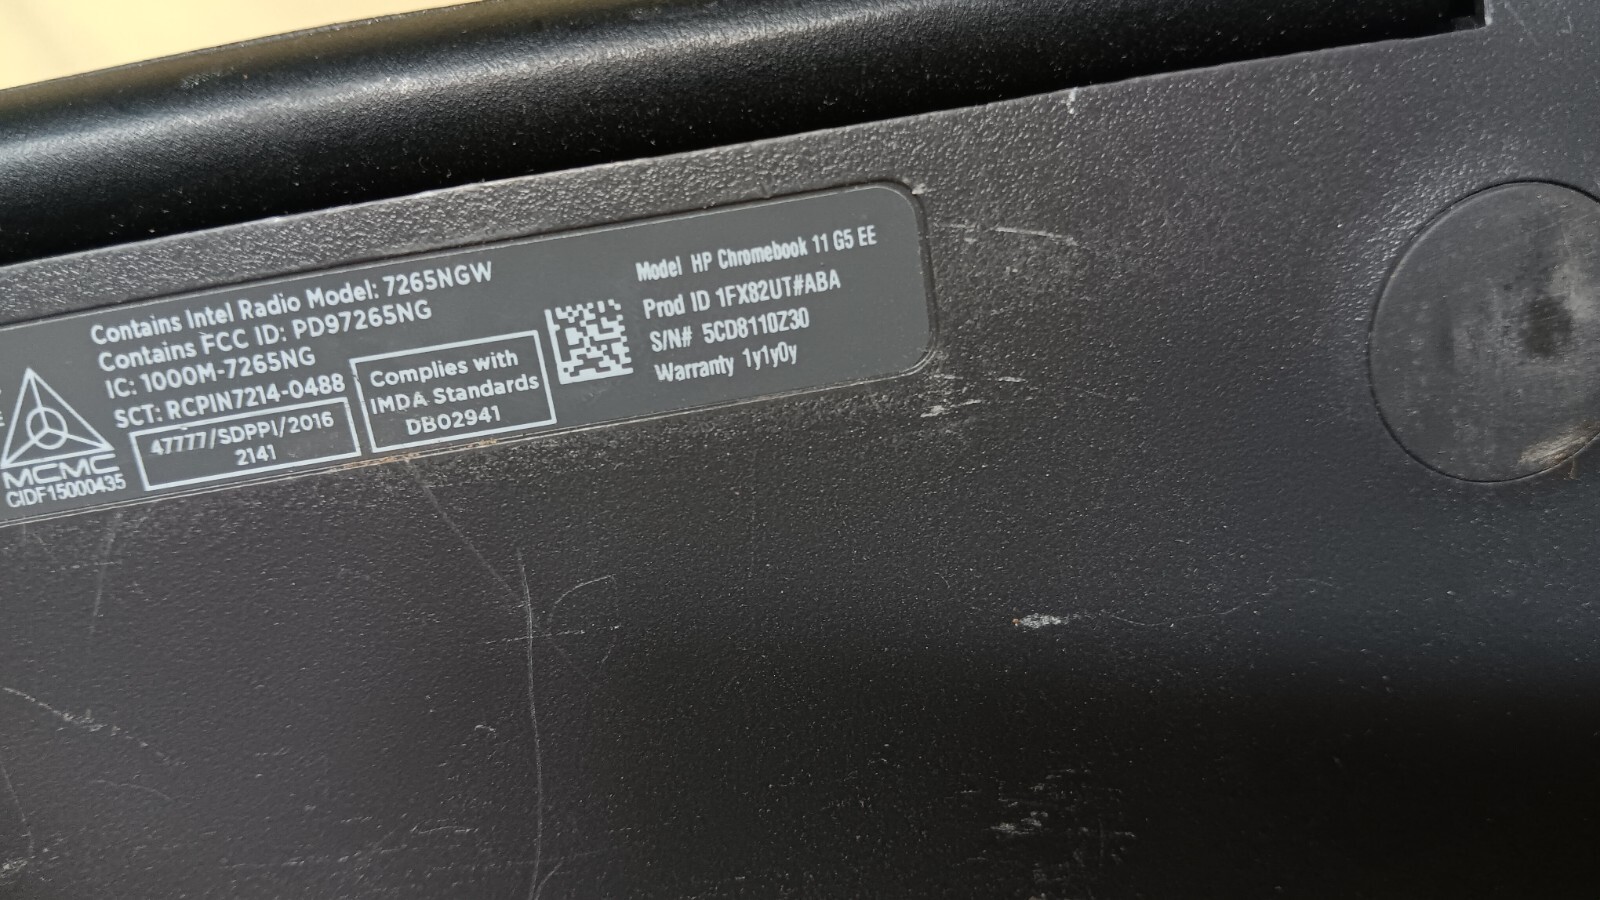 Contains Intel Radio Model: 7265NGW
Contains FCC ID: PD97265NG
IC: 1000M-7265NG
SCT: RCPIN7214-0488
47777/SDPPI/2016
2141
MCMC
CIDF15000435
Complies with
IMDA Standards
DB02941
Model HP Chromebook 11 G5 EE
Prod ID 1FX82UT#ABA
S/N# 5CD8110Z30
Warranty 1y1y0y